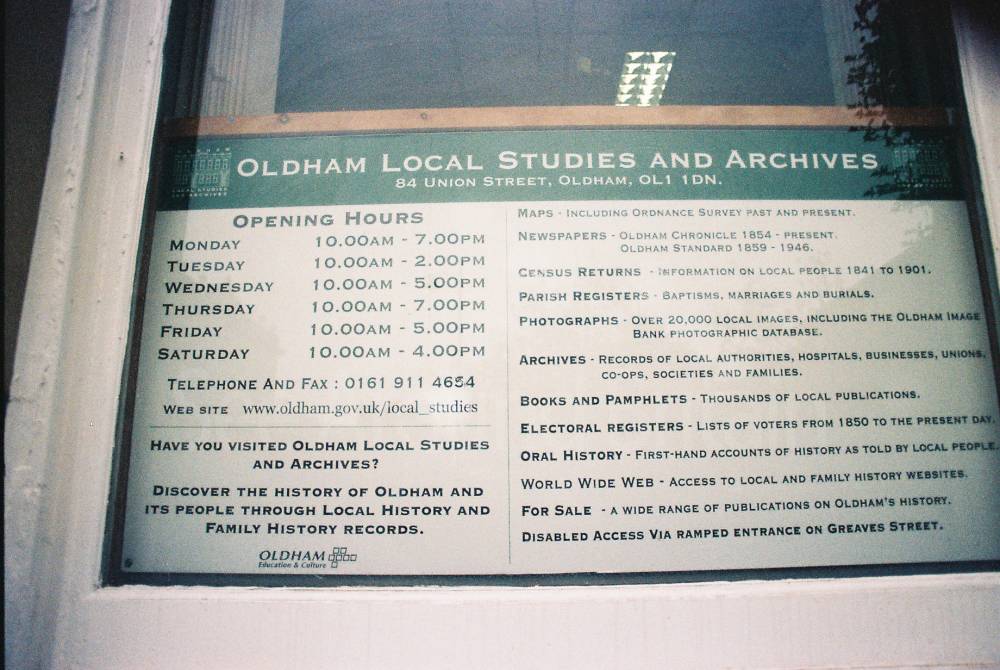 OLDHAM LOCAL STUDIES AND ARCHIVES
84 UNION STREET, OLDHAM, OL1 1DN.
OPENING HOURS
MONDAY 10.00AM - 7.00PM
TUESDAY 10.00AM - 2.00PM
WEDNESDAY 10.00AM - 5.00PM
THURSDAY 10.00AM - 7.00PM
FRIDAY 10.00AM - 5.00PM
SATURDAY 10.00AM - 4.00PM
TELEPHONE AND FAX : 0161 911 4654
WEB SITE www.oldham.gov.uk/local_studies
HAVE YOU VISITED OLDHAM LOCAL STUDIES
AND ARCHIVES?
DISCOVER THE HISTORY OF OLDHAM AND
ITS PEOPLE THROUGH LOCAL HISTORY AND
FAMILY HISTORY RECORDS.
OLDHAM
Education & Culture
MAPS - INCLUDING ORDNANCE SURVEY PAST AND PRESENT.
NEWSPAPERS - OLDHAM CHRONICLE 1854 - PRESENT.
OLDHAM STANDARD 1859 - 1946.
CENSUS RETURNS - INFORMATION ON LOCAL PEOPLE 1841 TO 1901.
PARISH REGISTERS - BAPTISMS, MARRIAGES AND BURIALS.
PHOTOGRAPHS - OVER 20,000 LOCAL IMAGES, INCLUDING THE OLDHAM IMAGE
BANK PHOTOGRAPHIC DATABASE.
ARCHIVES - RECORDS OF LOCAL AUTHORITIES, HOSPITALS, BUSINESSES, UNIONS,
CO-OPS, SOCIETIES AND FAMILIES.
BOOKS AND PAMPHLETS - THOUSANDS OF LOCAL PUBLICATIONS.
ELECTORAL REGISTERS - LISTS OF VOTERS FROM 1850 TO THE PRESENT DAY.
ORAL HISTORY - FIRST-HAND ACCOUNTS OF HISTORY AS TOLD BY LOCAL PEOPLE.
WORLD WIDE WEB - ACCESS TO LOCAL AND FAMILY HISTORY WEBSITES.
FOR SALE - A WIDE RANGE OF PUBLICATIONS ON OLDHAM'S HISTORY.
DISABLED ACCESS VIA RAMPED ENTRANCE ON GREAVES STREET.